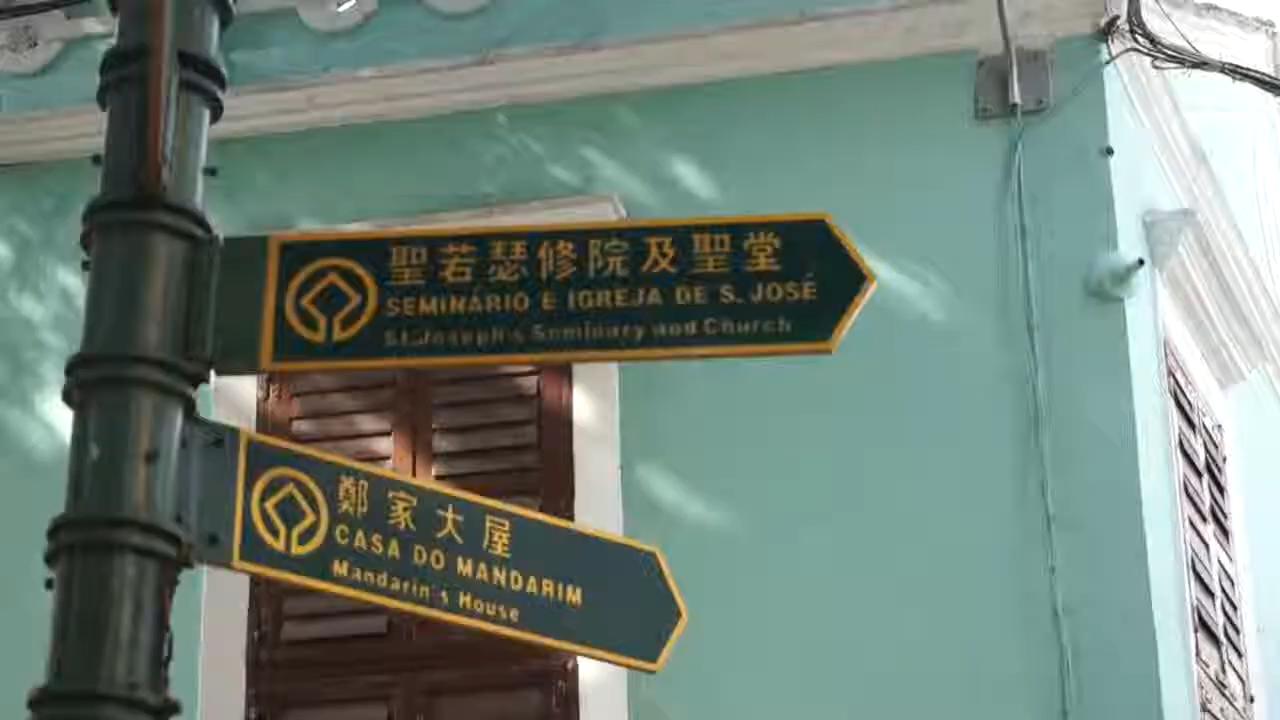 聖若瑟修院及聖堂
SEMINÁRIO E IGREJA DE S. JOSÉ
St. Joseph's Seminary and Church
鄭家大屋
CASA DO MANDARIM
Mandarin's House